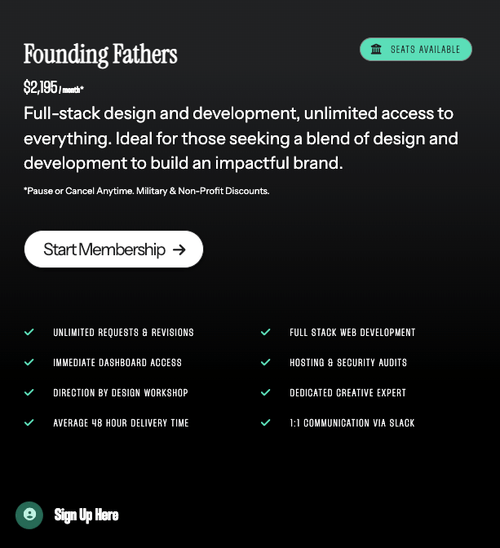 Founding Fathers
SEATS AVAILABLE
$2,195 / month*
Full-stack design and development, unlimited access to
everything. Ideal for those seeking a blend of design and
development to build an impactful brand.
*Pause or Cancel Anytime. Military & Non-Profit Discounts.
Start Membership →
UNLIMITED REQUESTS & REVISIONS
FULL STACK WEB DEVELOPMENT
IMMEDIATE DASHBOARD ACCESS
HOSTING & SECURITY AUDITS
DIRECTION BY DESIGN WORKSHOP
DEDICATED CREATIVE EXPERT
AVERAGE 48 HOUR DELIVERY TIME
1:1 COMMUNICATION VIA SLACK
Sign Up Here